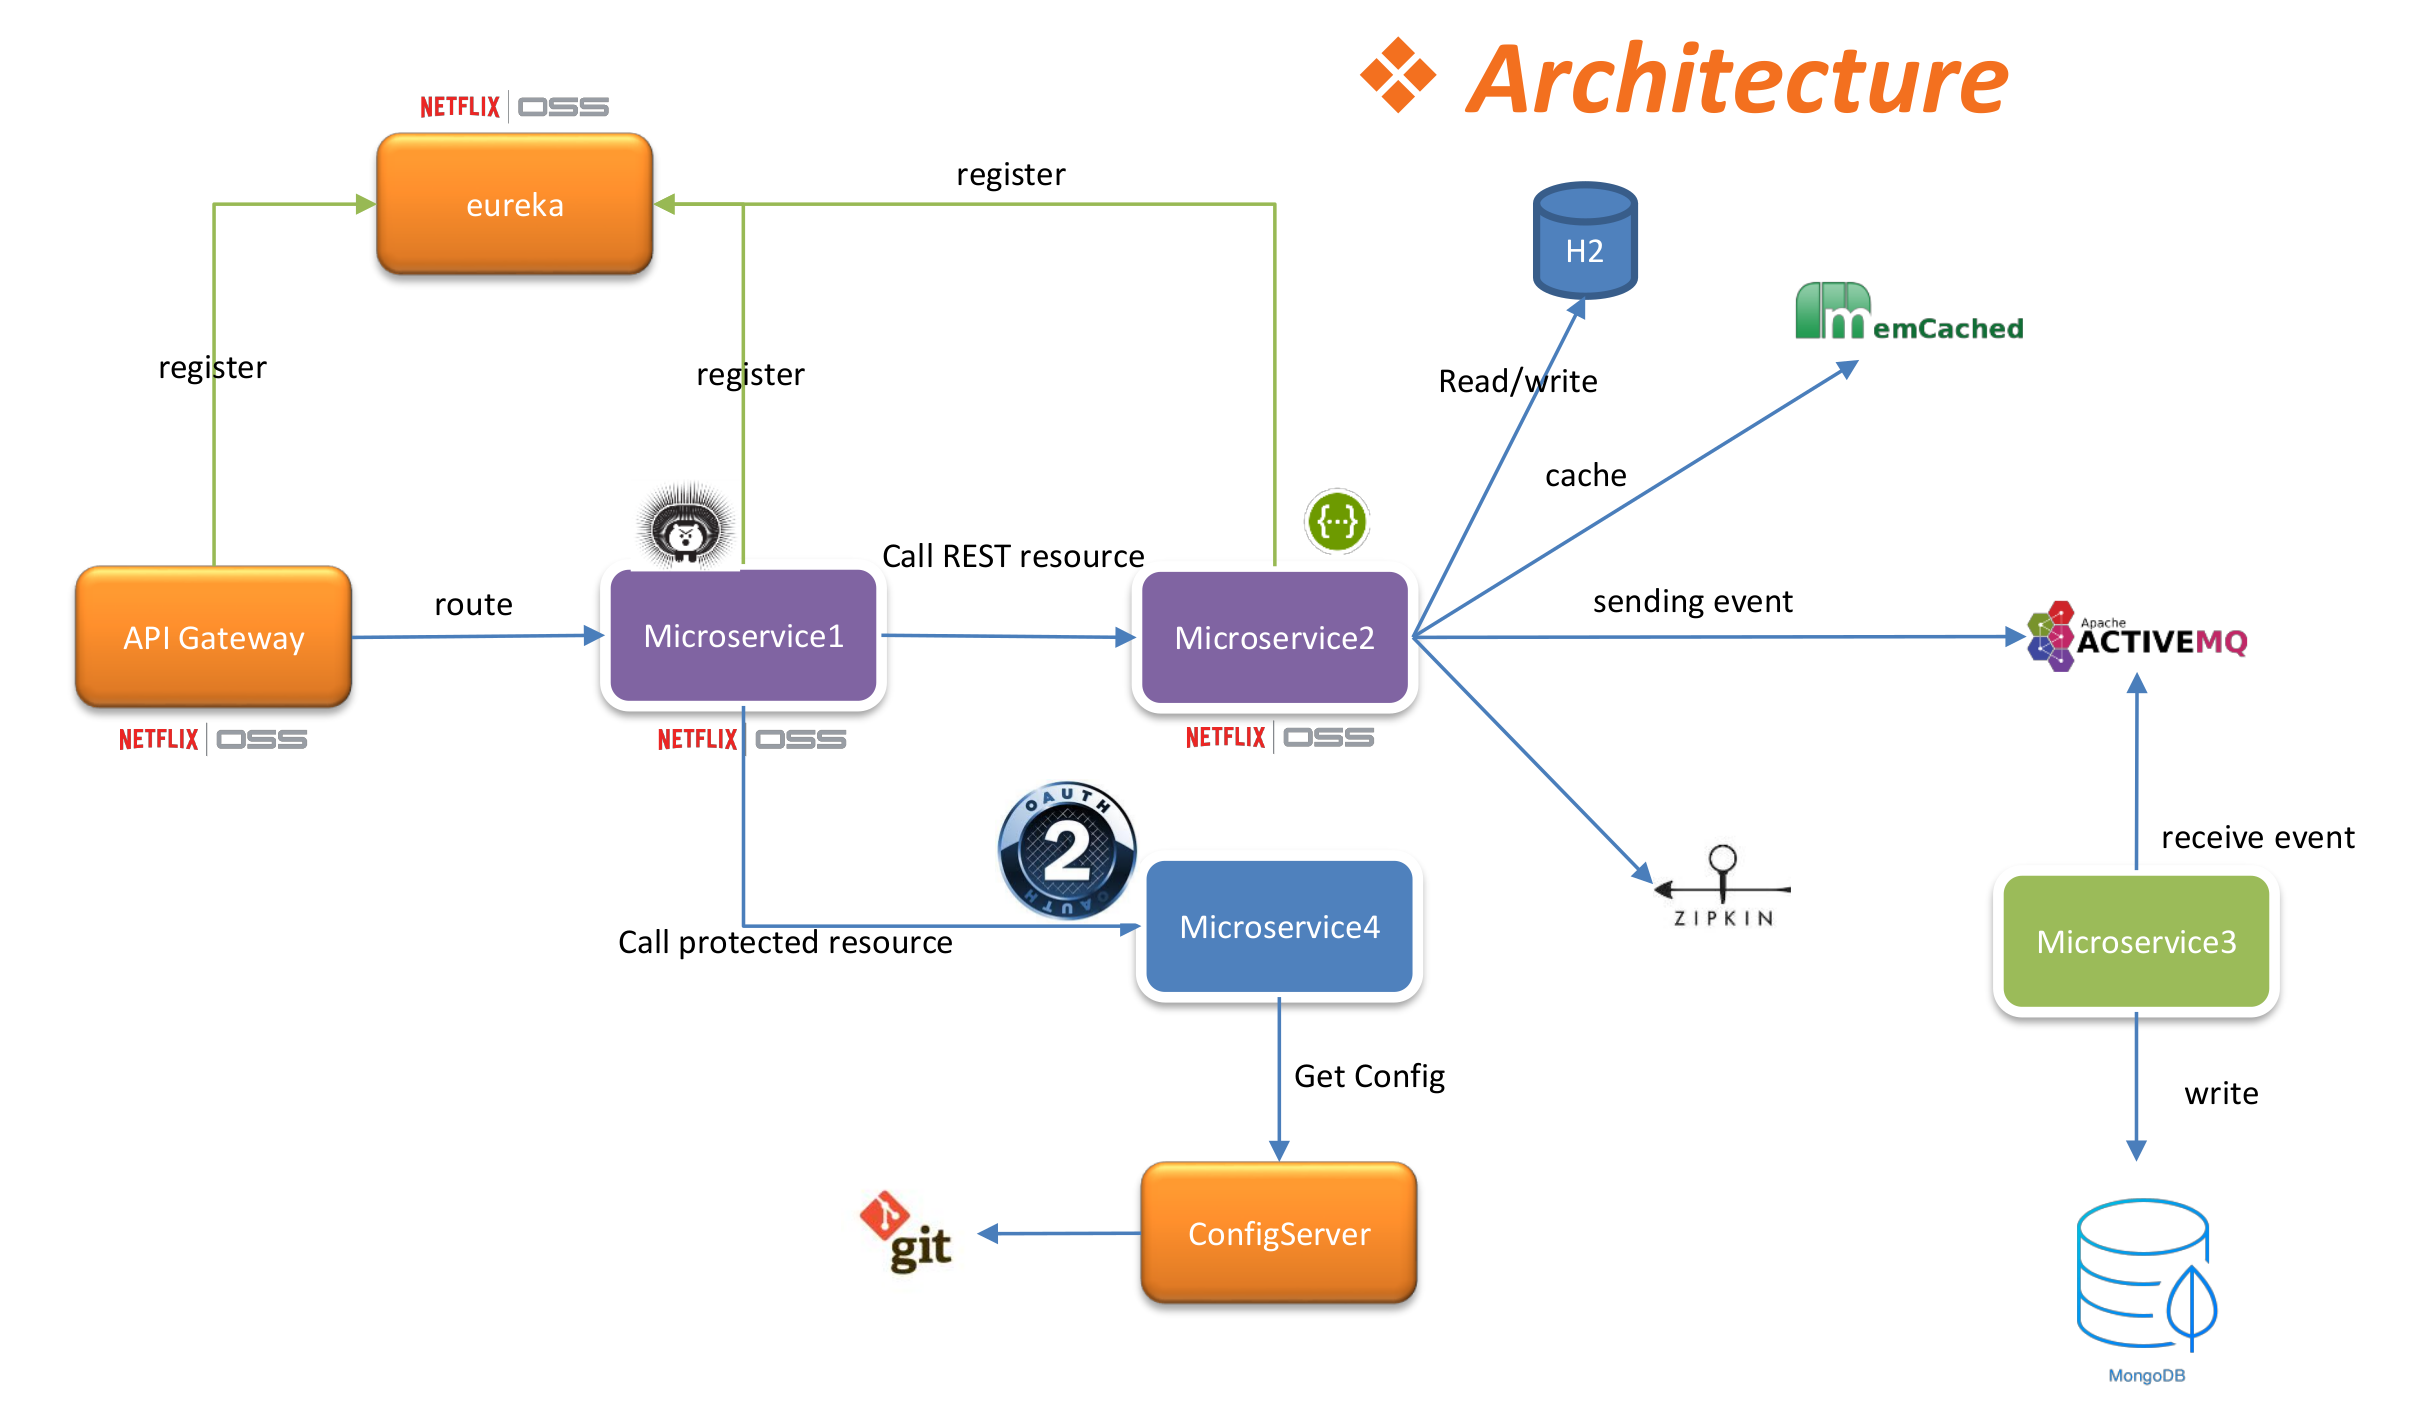 Architecture
NETFLIX OSS
eureka
register
H2
emCached
register
register
Read/write
cache
Call REST resource
sending event
API Gateway
route
Microservice1
Microservice2
Apache
ACTIVEMQ
NETFLIX OSS
NETFLIX OSS
NETFLIX OSS
OAUTH
2
OAUTH
receive event
Microservice4
ZIPKIN
Call protected resource
Microservice3
Get Config
write
git
ConfigServer
MongoDB